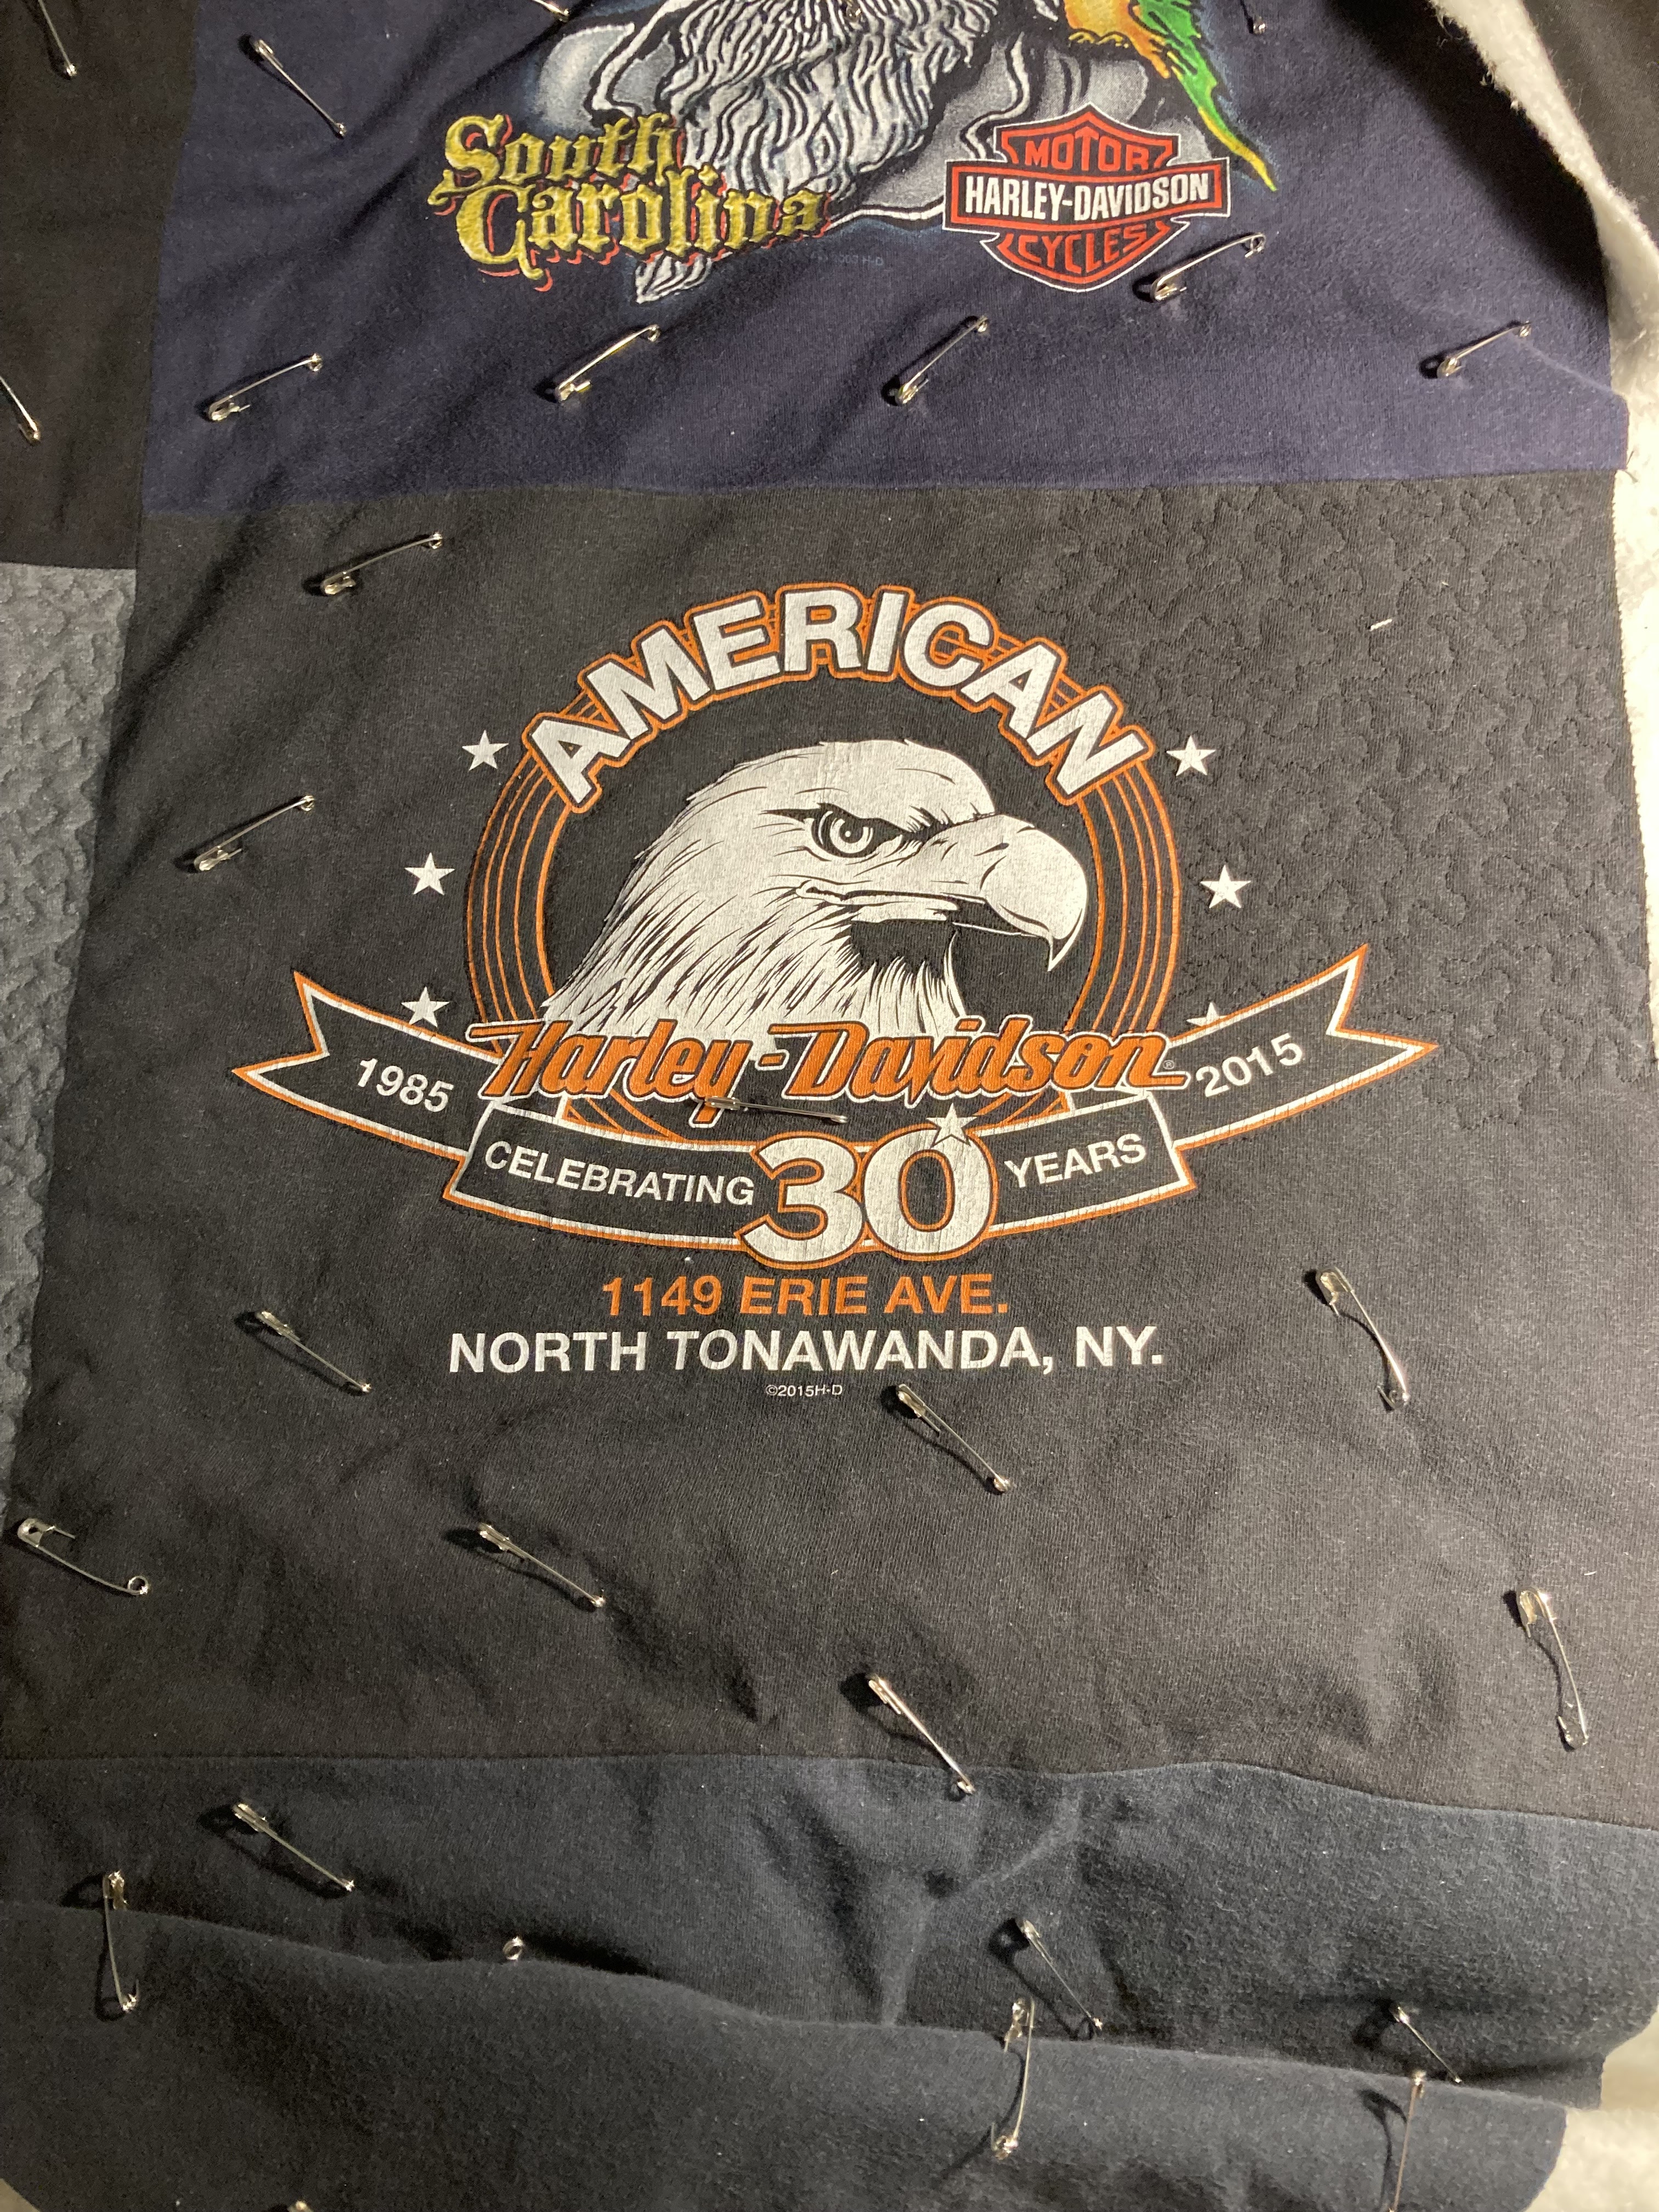 South
Carolina
MOTOR
HARLEY-DAVIDSON
CYCLES
AMERICAN
Harley-Davidson®
1985
2015
CELEBRATING 30 YEARS
1149 ERIE AVE.
NORTH TONAWANDA, NY.
©2015H-D